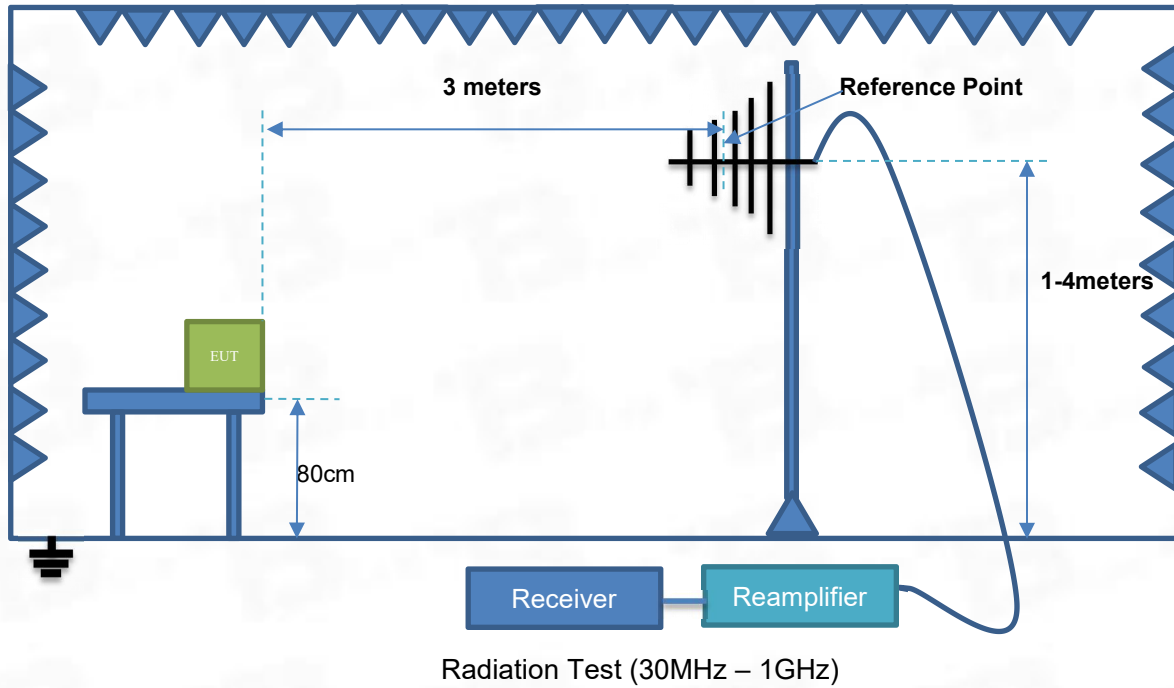 3 meters
Reference Point
1-4meters
EUT
80cm
Receiver
Reamplifier
Radiation Test (30MHz – 1GHz)